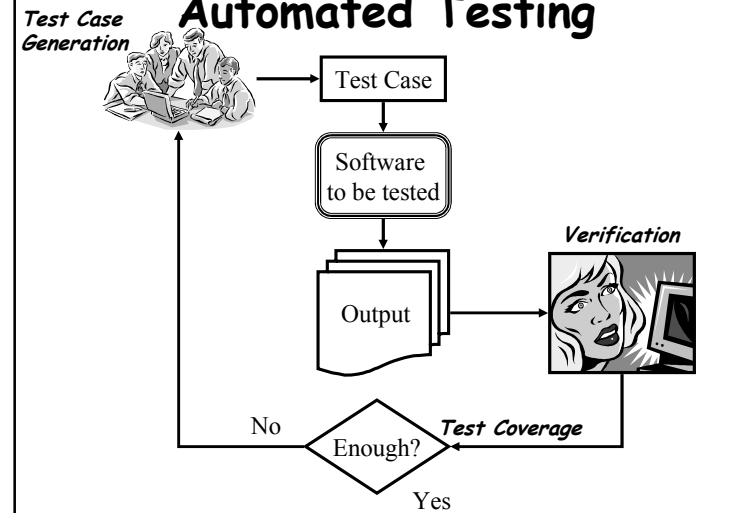 Automated Testing
Test Case
Generation
Test Case
Software
to be tested
Verification
Output
No
Enough?
Test Coverage
Yes